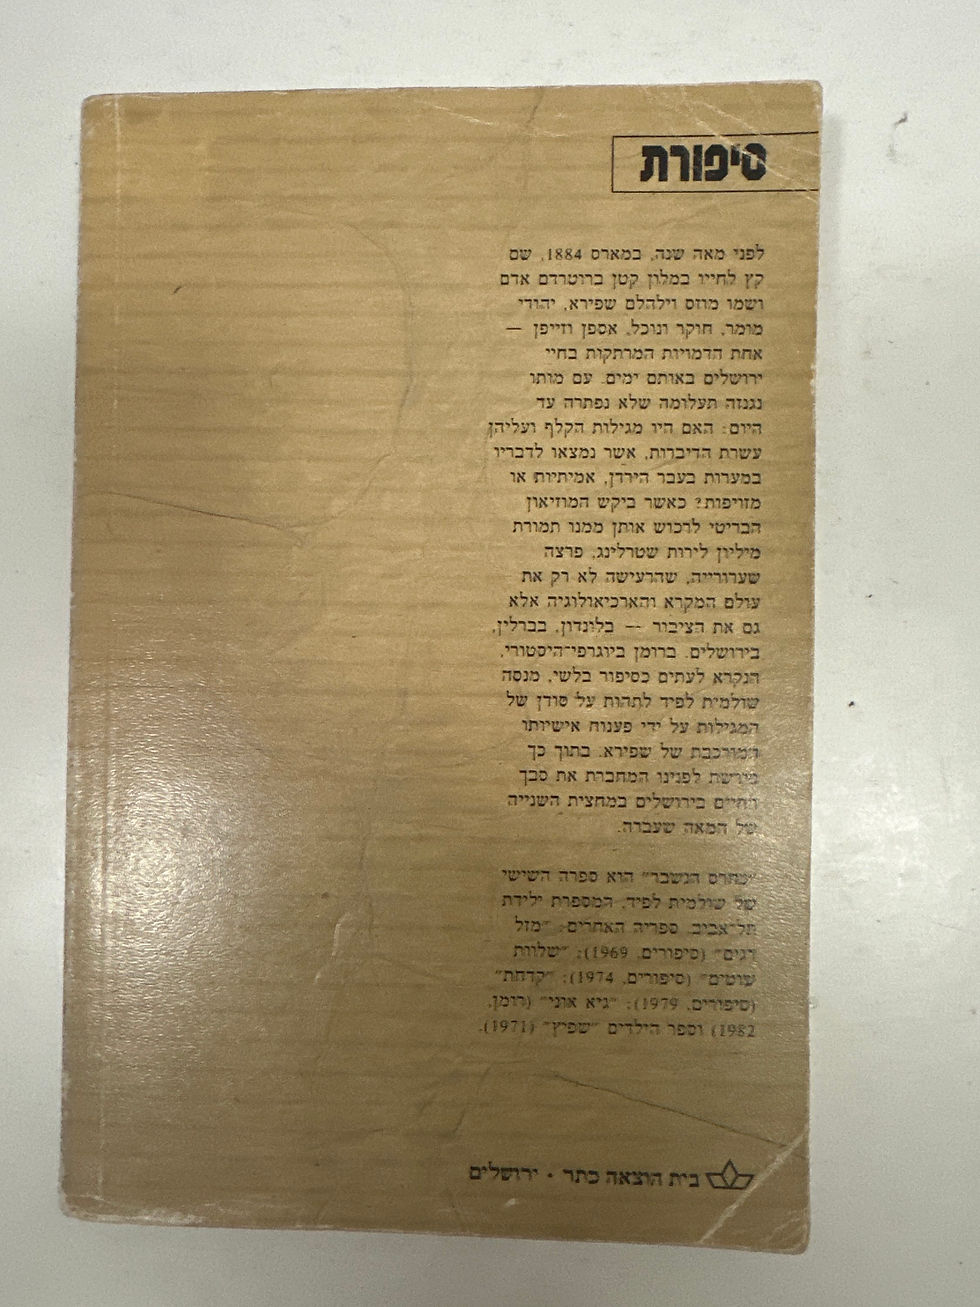 סיפורת
לפני מאה שנה, במארס 1884, שם
קץ לחייו במלון קטן ברוטרדם אדם
ושמו מוזס וילהלם שפירא, יהודי
מומר, חוקר ונוכל, אספן וזייפן —
אחת הדמויות המרתקות בחיי
ירושלים באותם ימים. עם מותו
נגנזה תעלומה שלא נפתרה עד
היום: האם היו מגילות הקלף ועליהן
עשרת הדיברות, אשר נמצאו לדבריו
במערות בעבר הירדן, אמיתיות או
מזויפות? כאשר ביקש המוזיאון
הבריטי לרכוש אותן ממנו תמורת
מיליון לירות שטרלינג, פרצה
שערורייה, שהרעישה לא רק את
עולם המקרא והארכיאולוגיה אלא
גם את הציבור — בלונדון, בברלין,
בירושלים. ברומן ביוגרפי־היסטורי,
הנקרא לעתים כסיפור בלשי, מנסה
שולמית לפיד לתהות על סודן של
המגילות על ידי פענוח אישיותו
המורכבת של שפירא. בתוך כך
פורשת לפנינו המחברת את סבך
החיים בירושלים במחצית השנייה
של המאה שעברה.
״כחרס הנשבר״ הוא ספרה השישי
של שולמית לפיד, המספרת ילידת
תל־אביב. ספריה האחרים: ״מזל
דגים״ (סיפורים, 1969); ״שלוות
שוטים״ (סיפורים, 1974); ״קדחת״
(סיפורים, 1979); ״גיא אוני״ (רומן,
1982) וספר הילדים ״שפיץ״ (1971).
בית הוצאה כתר • ירושלים